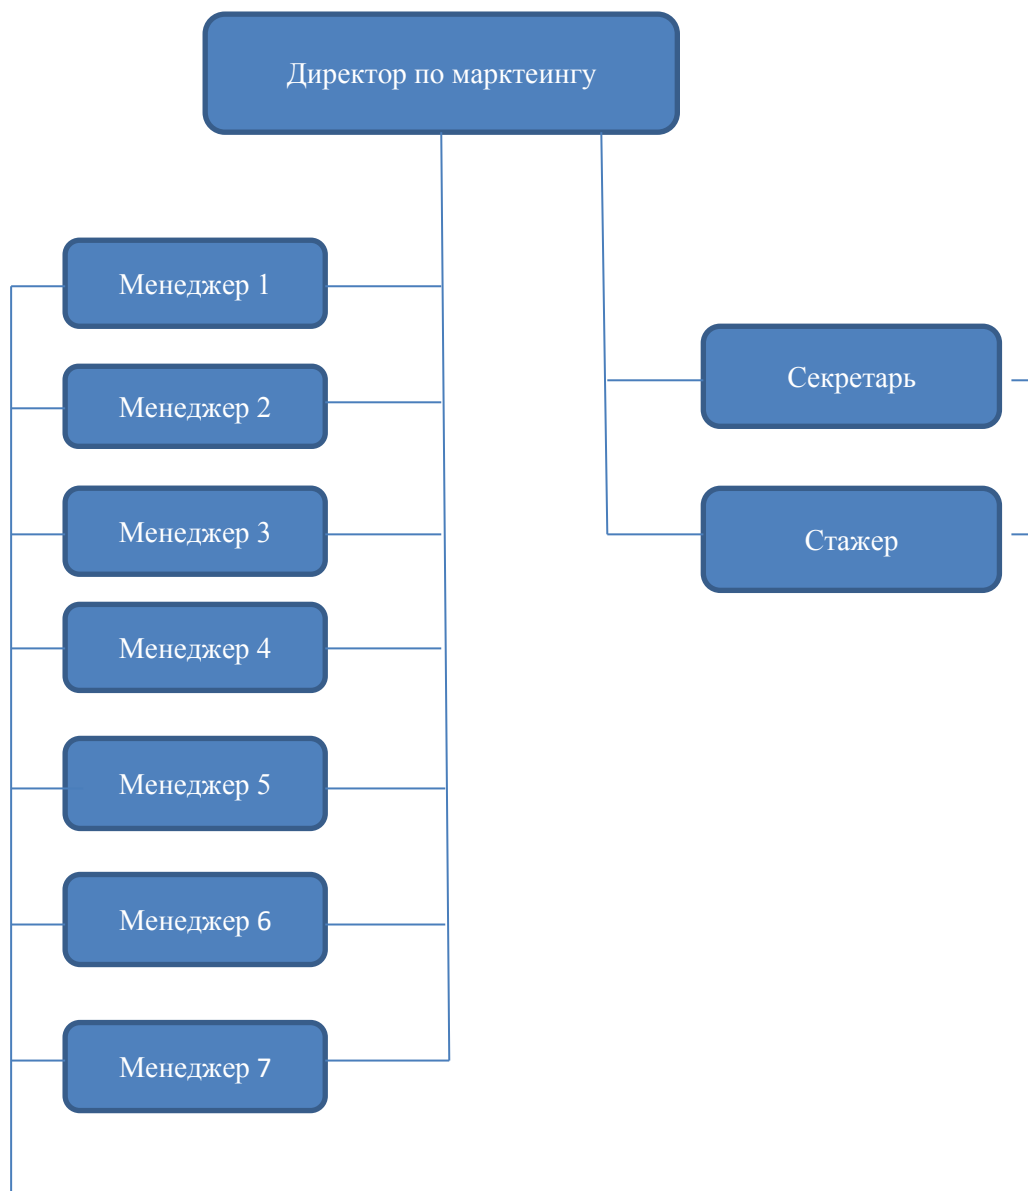 Директор по марктеингу
Менеджер 1
Менеджер 2
Менеджер 3
Менеджер 4
Менеджер 5
Менеджер 6
Менеджер 7
Секретарь
Стажер